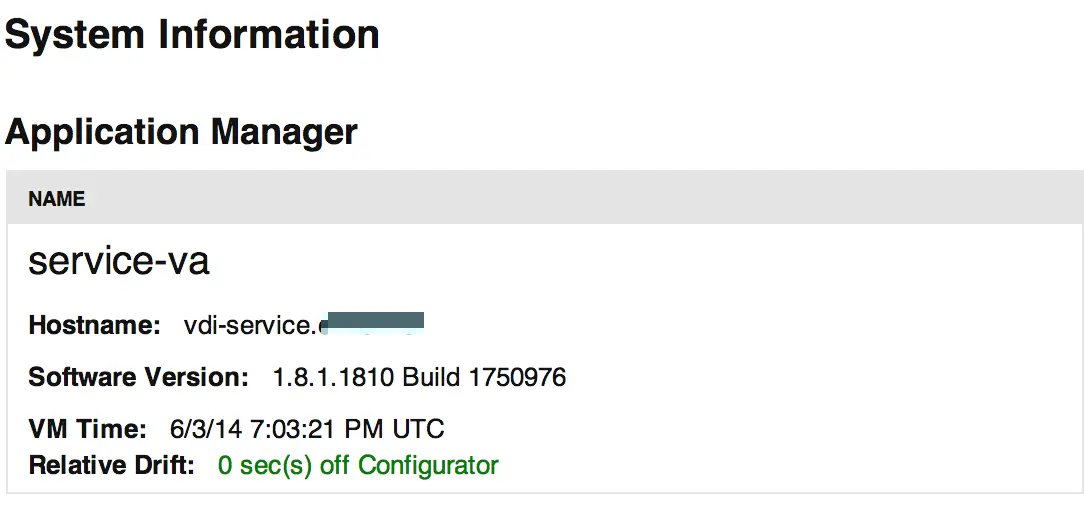 System Information
Application Manager
NAME
service-va
Hostname: vdi-service.
Software Version: 1.8.1.1810 Build 1750976
VM Time: 6/3/14 7:03:21 PM UTC
Relative Drift: 0 sec(s) off Configurator